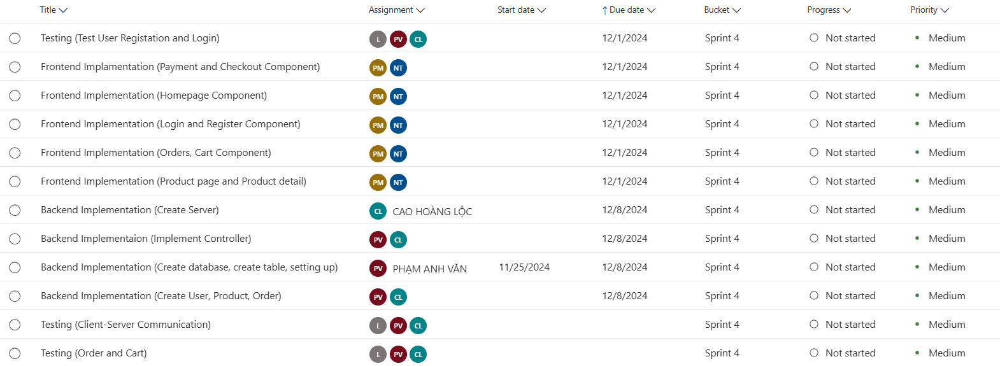 Title Assignment Start date Due date Bucket Progress Priority
Testing (Test User Registation and Login) L PV CL 12/1/2024 Sprint 4 Not started Medium
Frontend Implamentation (Payment and Checkout Component) PM NT 12/1/2024 Sprint 4 Not started Medium
Frontend Implementation (Homepage Component) PM NT 12/1/2024 Sprint 4 Not started Medium
Frontend Implementation (Login and Register Component) PM NT 12/1/2024 Sprint 4 Not started Medium
Frontend Implementation (Orders, Cart Component) PM NT 12/1/2024 Sprint 4 Not started Medium
Frontend Implementation (Product page and Product detail) PM NT 12/1/2024 Sprint 4 Not started Medium
Backend Implementation (Create Server) CL CAO HOÀNG LỘC 12/8/2024 Sprint 4 Not started Medium
Backend Implementaion (Implement Controller) PV CL 12/8/2024 Sprint 4 Not started Medium
Backend Implementation (Create database, create table, setting up) PV PHẠM ANH VĂN 11/25/2024 12/8/2024 Sprint 4 Not started Medium
Backend Implementation (Create User, Product, Order) PV CL 12/8/2024 Sprint 4 Not started Medium
Testing (Client-Server Communication) L PV CL Sprint 4 Not started Medium
Testing (Order and Cart) L PV CL Sprint 4 Not started Medium